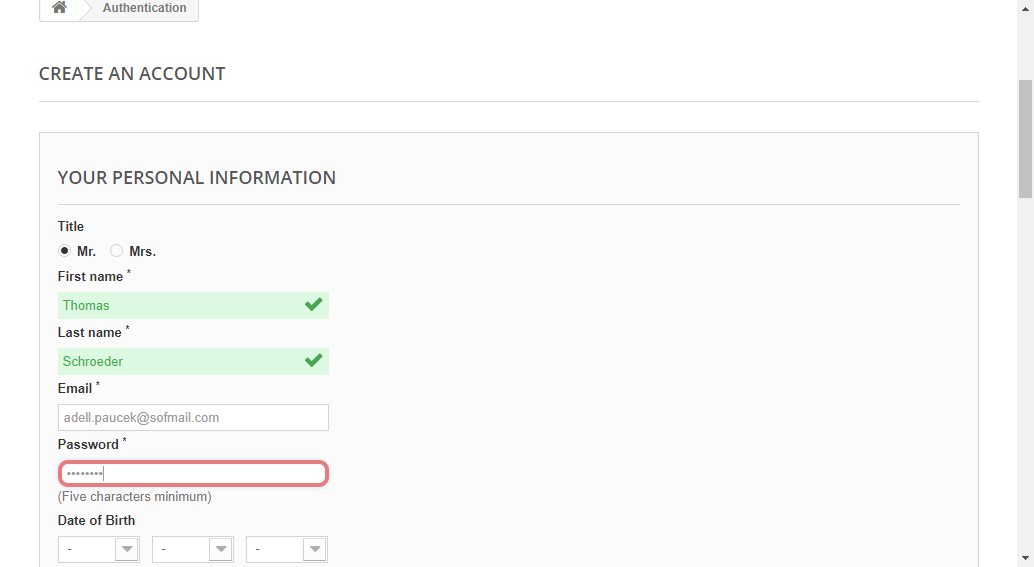 Authentication
CREATE AN ACCOUNT
YOUR PERSONAL INFORMATION
Title
Mr. Mrs.
First name *
Thomas
Last name *
Schroeder
Email *
adell.paucek@sofmail.com
Password *
••••••••
(Five characters minimum)
Date of Birth
- - -